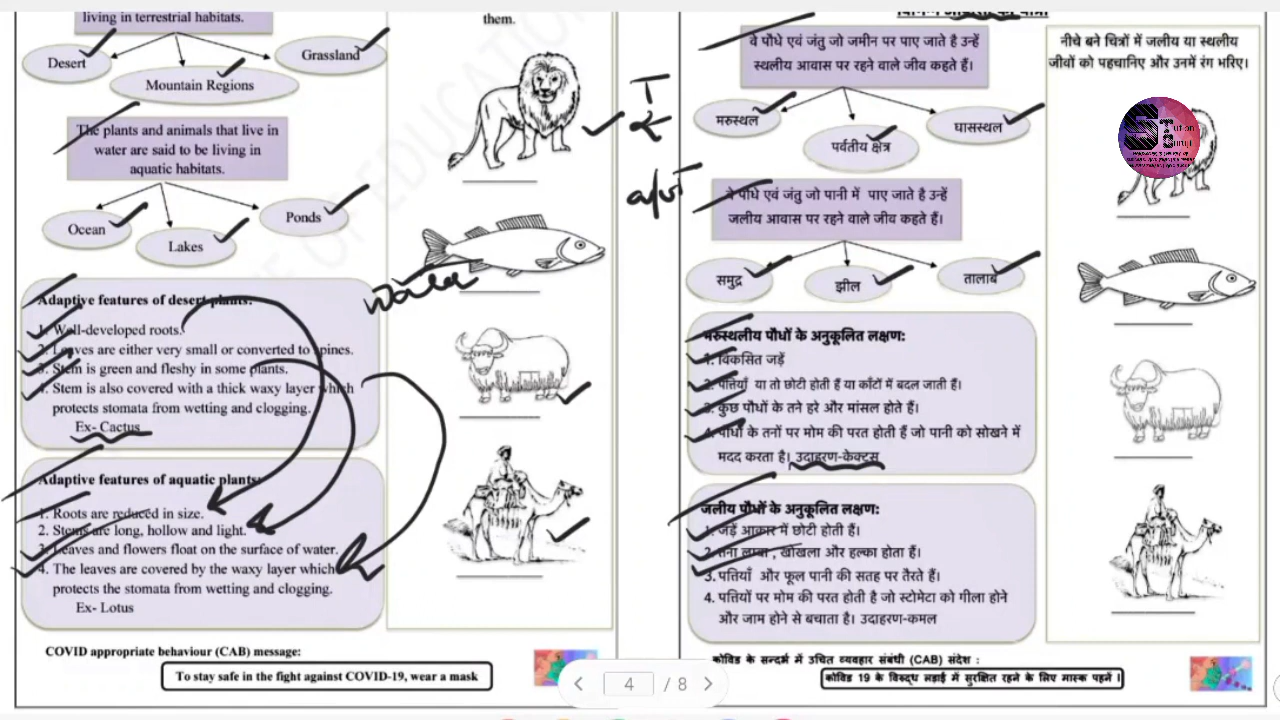 living in terrestrial habitats.
Desert
Mountain Regions
Grassland
The plants and animals that live in
water are said to be living in
aquatic habitats.
Ocean
Lakes
Ponds
Adaptive features of desert plants:
1. Well-developed roots.
2. Leaves are either very small or converted to spines.
3. Stem is green and fleshy in some plants.
4. Stem is also covered with a thick waxy layer which
protects stomata from wetting and clogging.
Ex- Cactus
Adaptive features of aquatic plants:
1. Roots are reduced in size.
2. Stems are long, hollow and light.
3. Leaves and flowers float on the surface of water.
4. The leaves are covered by the waxy layer which
protects the stomata from wetting and clogging.
Ex- Lotus
them.
COVID appropriate behaviour (CAB) message:
To stay safe in the fight against COVID-19, wear a mask
वे पौधे एवं जंतु जो जमीन पर पाए जाते है उन्हें
स्थलीय आवास पर रहने वाले जीव कहते हैं।
मरुस्थल
पर्वतीय क्षेत्र
घासस्थल
वे पौधे एवं जंतु जो पानी में पाए जाते है उन्हें
जलीय आवास पर रहने वाले जीव कहते हैं।
समुद्र
झील
तालाब
मरुस्थलीय पौधों के अनुकूलित लक्षण:
1. विकसित जड़ें
2. पत्तियाँ या तो छोटी होती हैं या काँटों में बदल जाती हैं।
3. कुछ पौधों के तने हरे और मांसल होते हैं।
4. पौधों के तनों पर मोम की परत होती हैं जो पानी को सोखने में
मदद करता है। उदाहरण-केक्टस
जलीय पौधों के अनुकूलित लक्षण:
1. जड़ें आकार में छोटी होती हैं।
2. तना लम्बा , खोखला और हल्का होता हैं।
3. पत्तियाँ और फूल पानी की सतह पर तैरते हैं।
4. पत्तियों पर मोम की परत होती है जो स्टोमेटा को गीला होने
और जाम होने से बचाता है। उदाहरण-कमल
नीचे बने चित्रों में जलीय या स्थलीय
जीवों को पहचानिए और उनमें रंग भरिए।
कोविड के सन्दर्भ में उचित व्यवहार संबंधी (CAB) संदेश :
कोविड 19 के विरुद्ध लड़ाई में सुरक्षित रहने के लिए मास्क पहनें ।
4 / 8